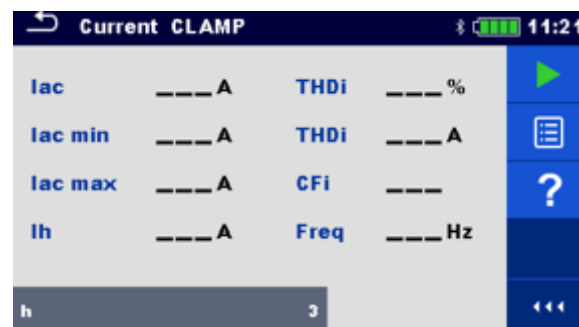 Current CLAMP 11:21
Iac ___A THDi ___%
Iac min ___A THDi ___A
Iac max ___A CFi ___
Ih ___A Freq ___Hz
?
h 3